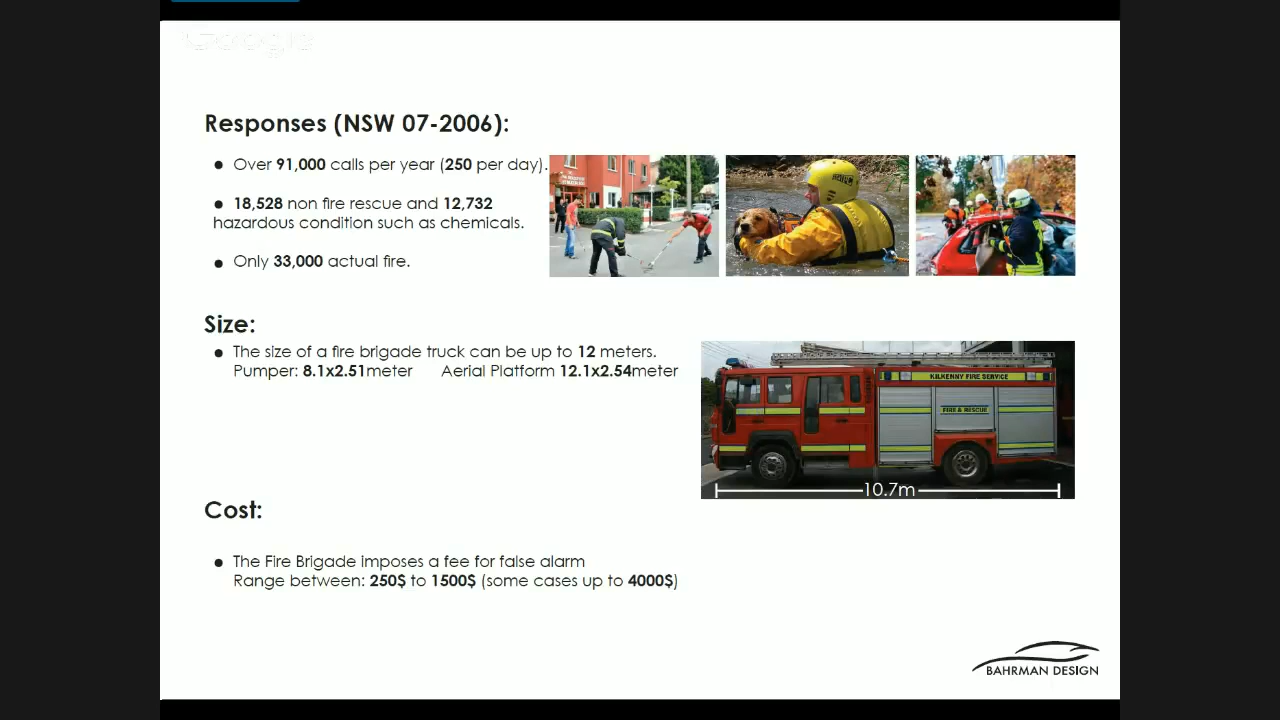 Google
Responses (NSW 07-2006):
● Over 91,000 calls per year (250 per day).
● 18,528 non fire rescue and 12,732
hazardous condition such as chemicals.
● Only 33,000 actual fire.
Size:
● The size of a fire brigade truck can be up to 12 meters.
Pumper: 8.1x2.51meter Aerial Platform 12.1x2.54meter
KILKENNY FIRE SERVICE
FIRE & RESCUE
10.7m
Cost:
● The Fire Brigade imposes a fee for false alarm
Range between: 250$ to 1500$ (some cases up to 4000$)
BAHRMAN DESIGN